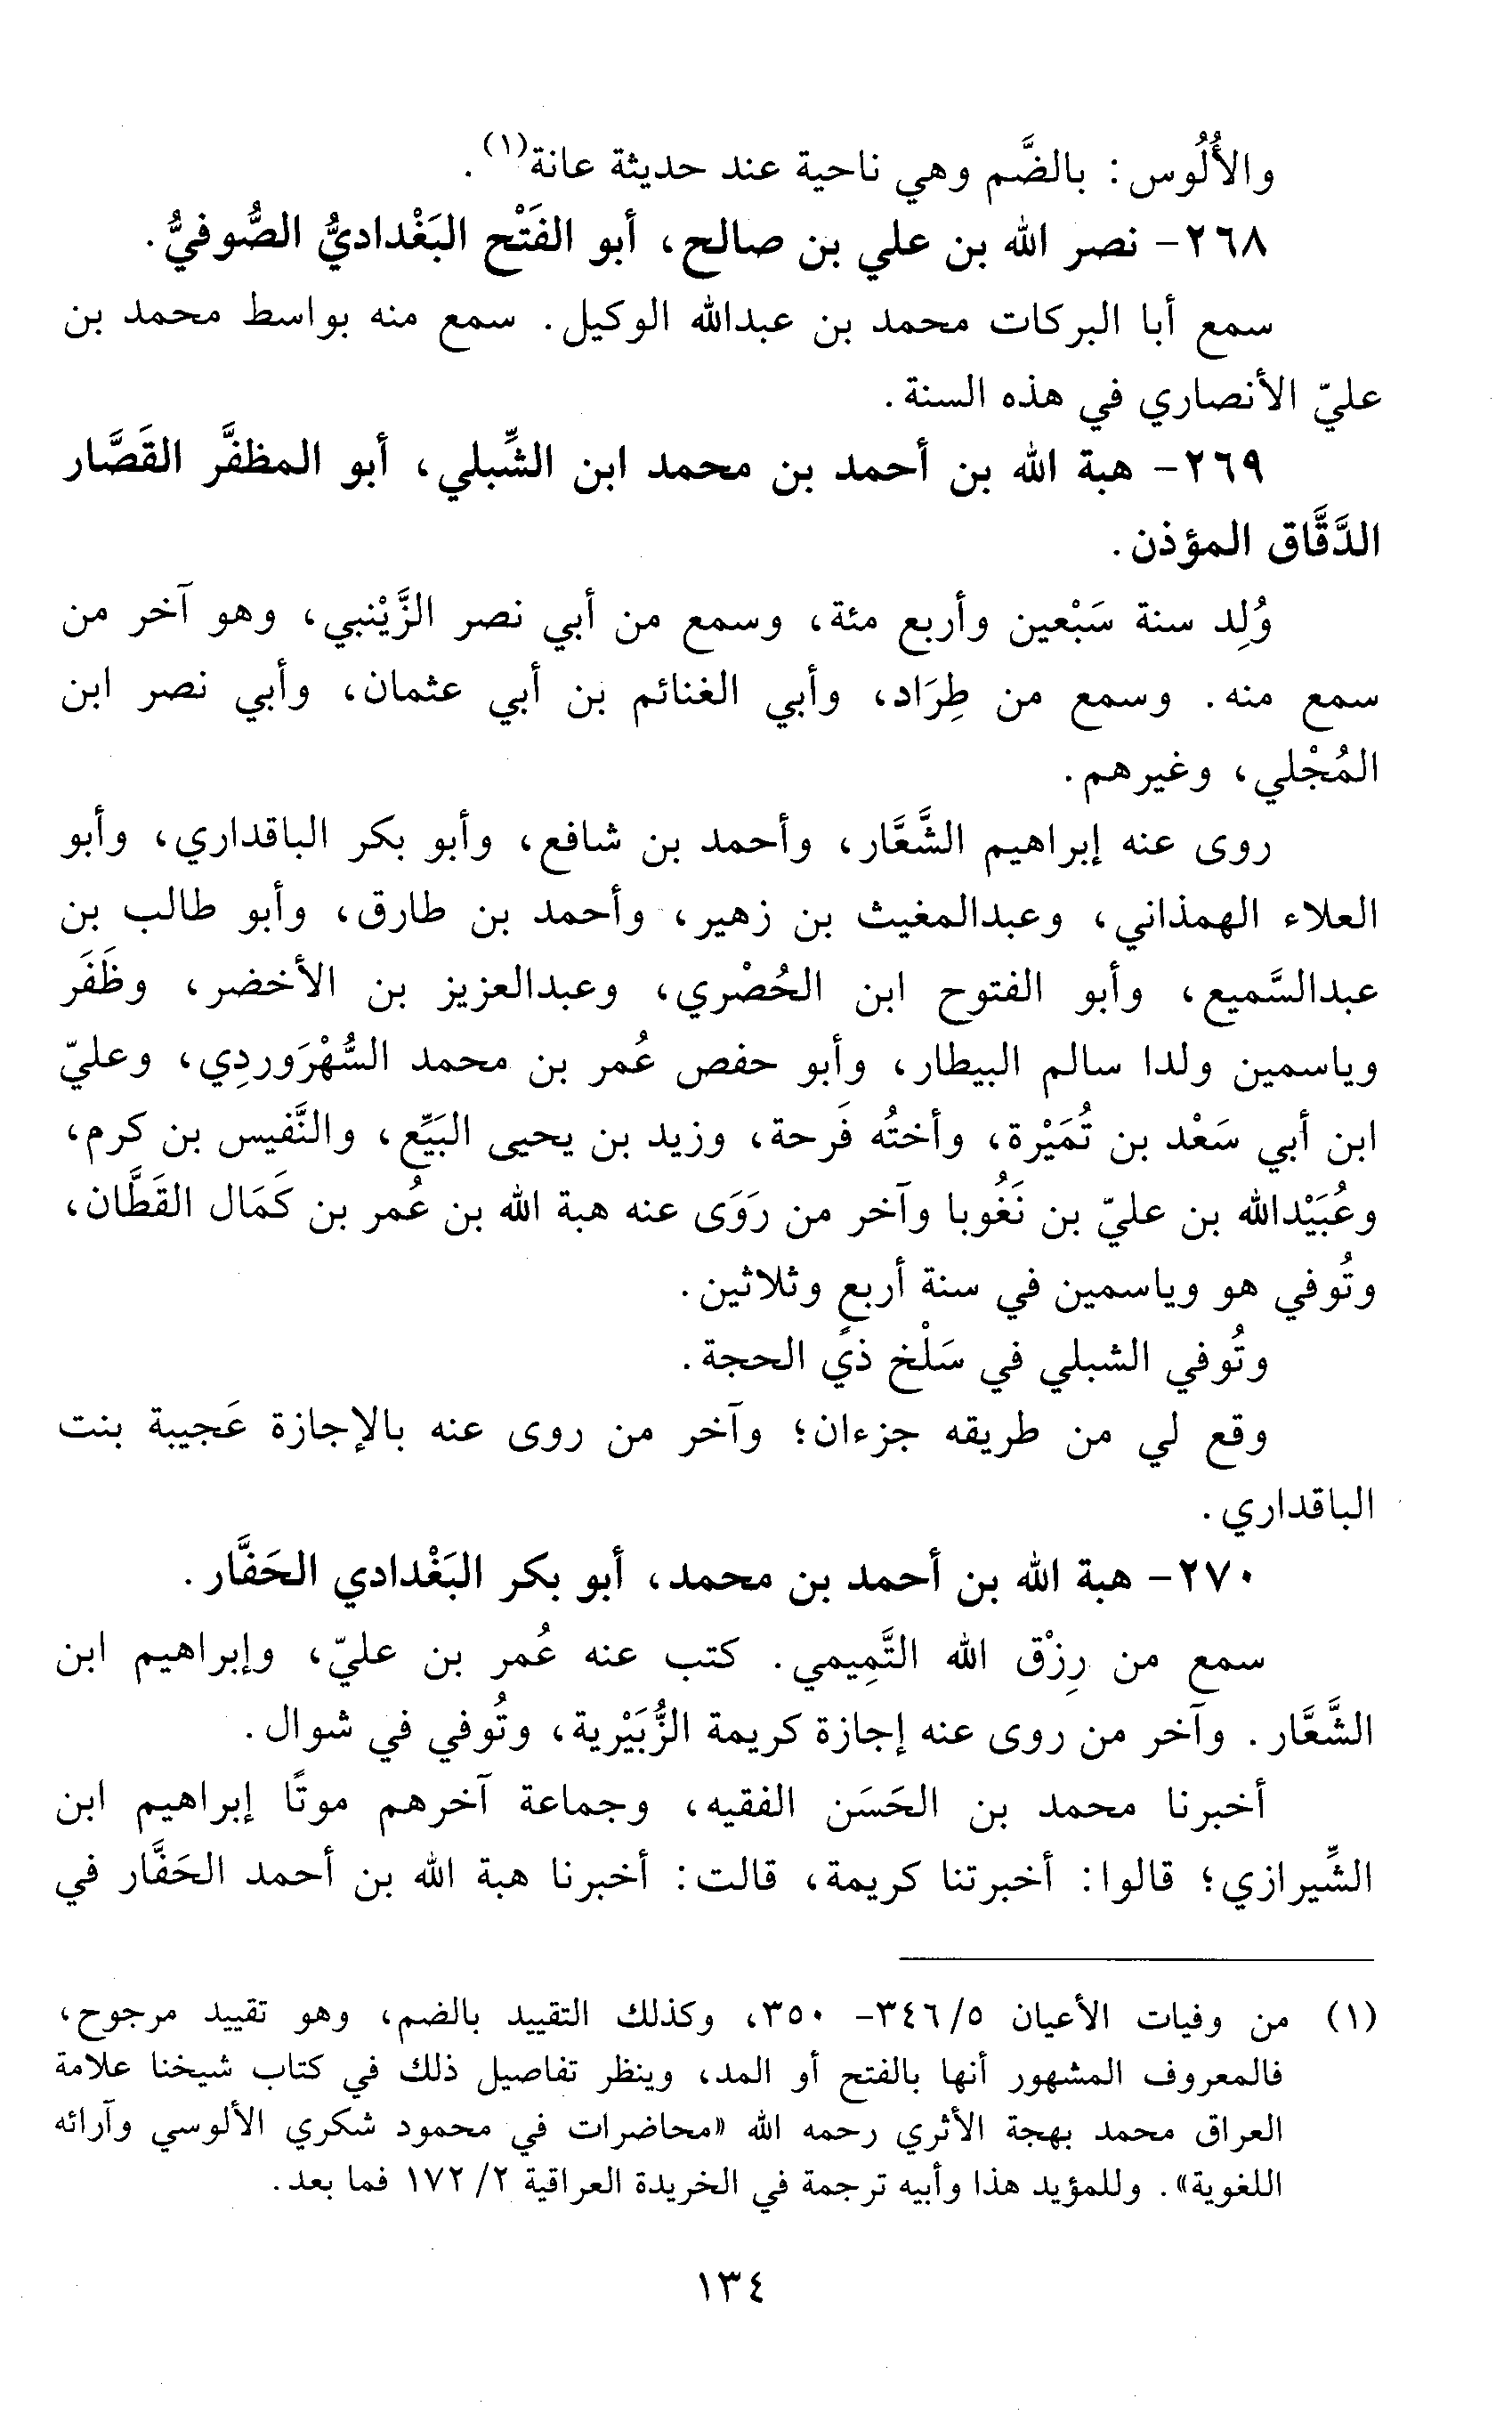 والأُلُوس: بالضَّم وهي ناحية عند حديثة عانة(١).
٢٦٨- نصر الله بن علي بن صالح، أبو الفَتْح البَغْداديُّ الصُّوفيُّ.
سمع أبا البركات محمد بن عبدالله الوكيل. سمع منه بواسط محمد بن
عليّ الأنصاري في هذه السنة.
٢٦٩- هبة الله بن أحمد بن محمد ابن الشِّبلي، أبو المظفَّر القَصَّار
الدَّقَّاق المؤذن.
وُلِد سنة سَبْعين وأربع مئة، وسمع من أبي نصر الزَّيْنبي، وهو آخر من
سمع منه. وسمع من طِرَاد، وأبي الغنائم بن أبي عثمان، وأبي نصر ابن
المُجْلي، وغيرهم.
روى عنه إبراهيم الشَّعَّار، وأحمد بن شافع، وأبو بكر الباقداري، وأبو
العلاء الهمذاني، وعبدالمغيث بن زهير، وأحمد بن طارق، وأبو طالب بن
عبدالسَّميع، وأبو الفتوح ابن الحُصْري، وعبدالعزيز بن الأخضر، وظَفَر
وياسمين ولدا سالم البيطار، وأبو حفص عُمر بن محمد السُّهْرَوردِي، وعليّ
ابن أبي سَعْد بن تُمَيْرة، وأختُه فَرحة، وزيد بن يحيى البَيِّع، والنَّفيس بن كرم،
وعُبَيْدالله بن عليّ بن نَغُوبا وآخر من رَوَى عنه هبة الله بن عُمر بن كَمَال القَطَّان،
وتُوفي هو وياسمين في سنة أربعٍ وثلاثين.
وتُوفي الشبلي في سَلْخ ذي الحجة.
وقع لي من طريقه جزءان؛ وآخر من روى عنه بالإجازة عَجيبة بنت
الباقداري.
٢٧٠- هبة الله بن أحمد بن محمد، أبو بكر البَغْدادي الحَفَّار.
سمع من رِزْق الله التَّمِيمي. كتب عنه عُمر بن عليّ، وإبراهيم ابن
الشَّعَّار. وآخر من روى عنه إجازة كريمة الزُّبَيْرية، وتُوفي في شوال.
أخبرنا محمد بن الحَسَن الفقيه، وجماعة آخرهم موتًا إبراهيم ابن
الشِّيرازي؛ قالوا: أخبرتنا كريمة، قالت: أخبرنا هبة الله بن أحمد الحَفَّار في
(١) من وفيات الأعيان ٥/ ٣٤٦- ٣٥٠، وكذلك التقييد بالضم، وهو تقييد مرجوح،
فالمعروف المشهور أنها بالفتح أو المد، وينظر تفاصيل ذلك في كتاب شيخنا علامة
العراق محمد بهجة الأثري رحمه الله «محاضرات في محمود شكري الألوسي وآرائه
اللغوية». وللمؤيد هذا وأبيه ترجمة في الخريدة العراقية ٢/ ١٧٢ فما بعد.
١٣٤